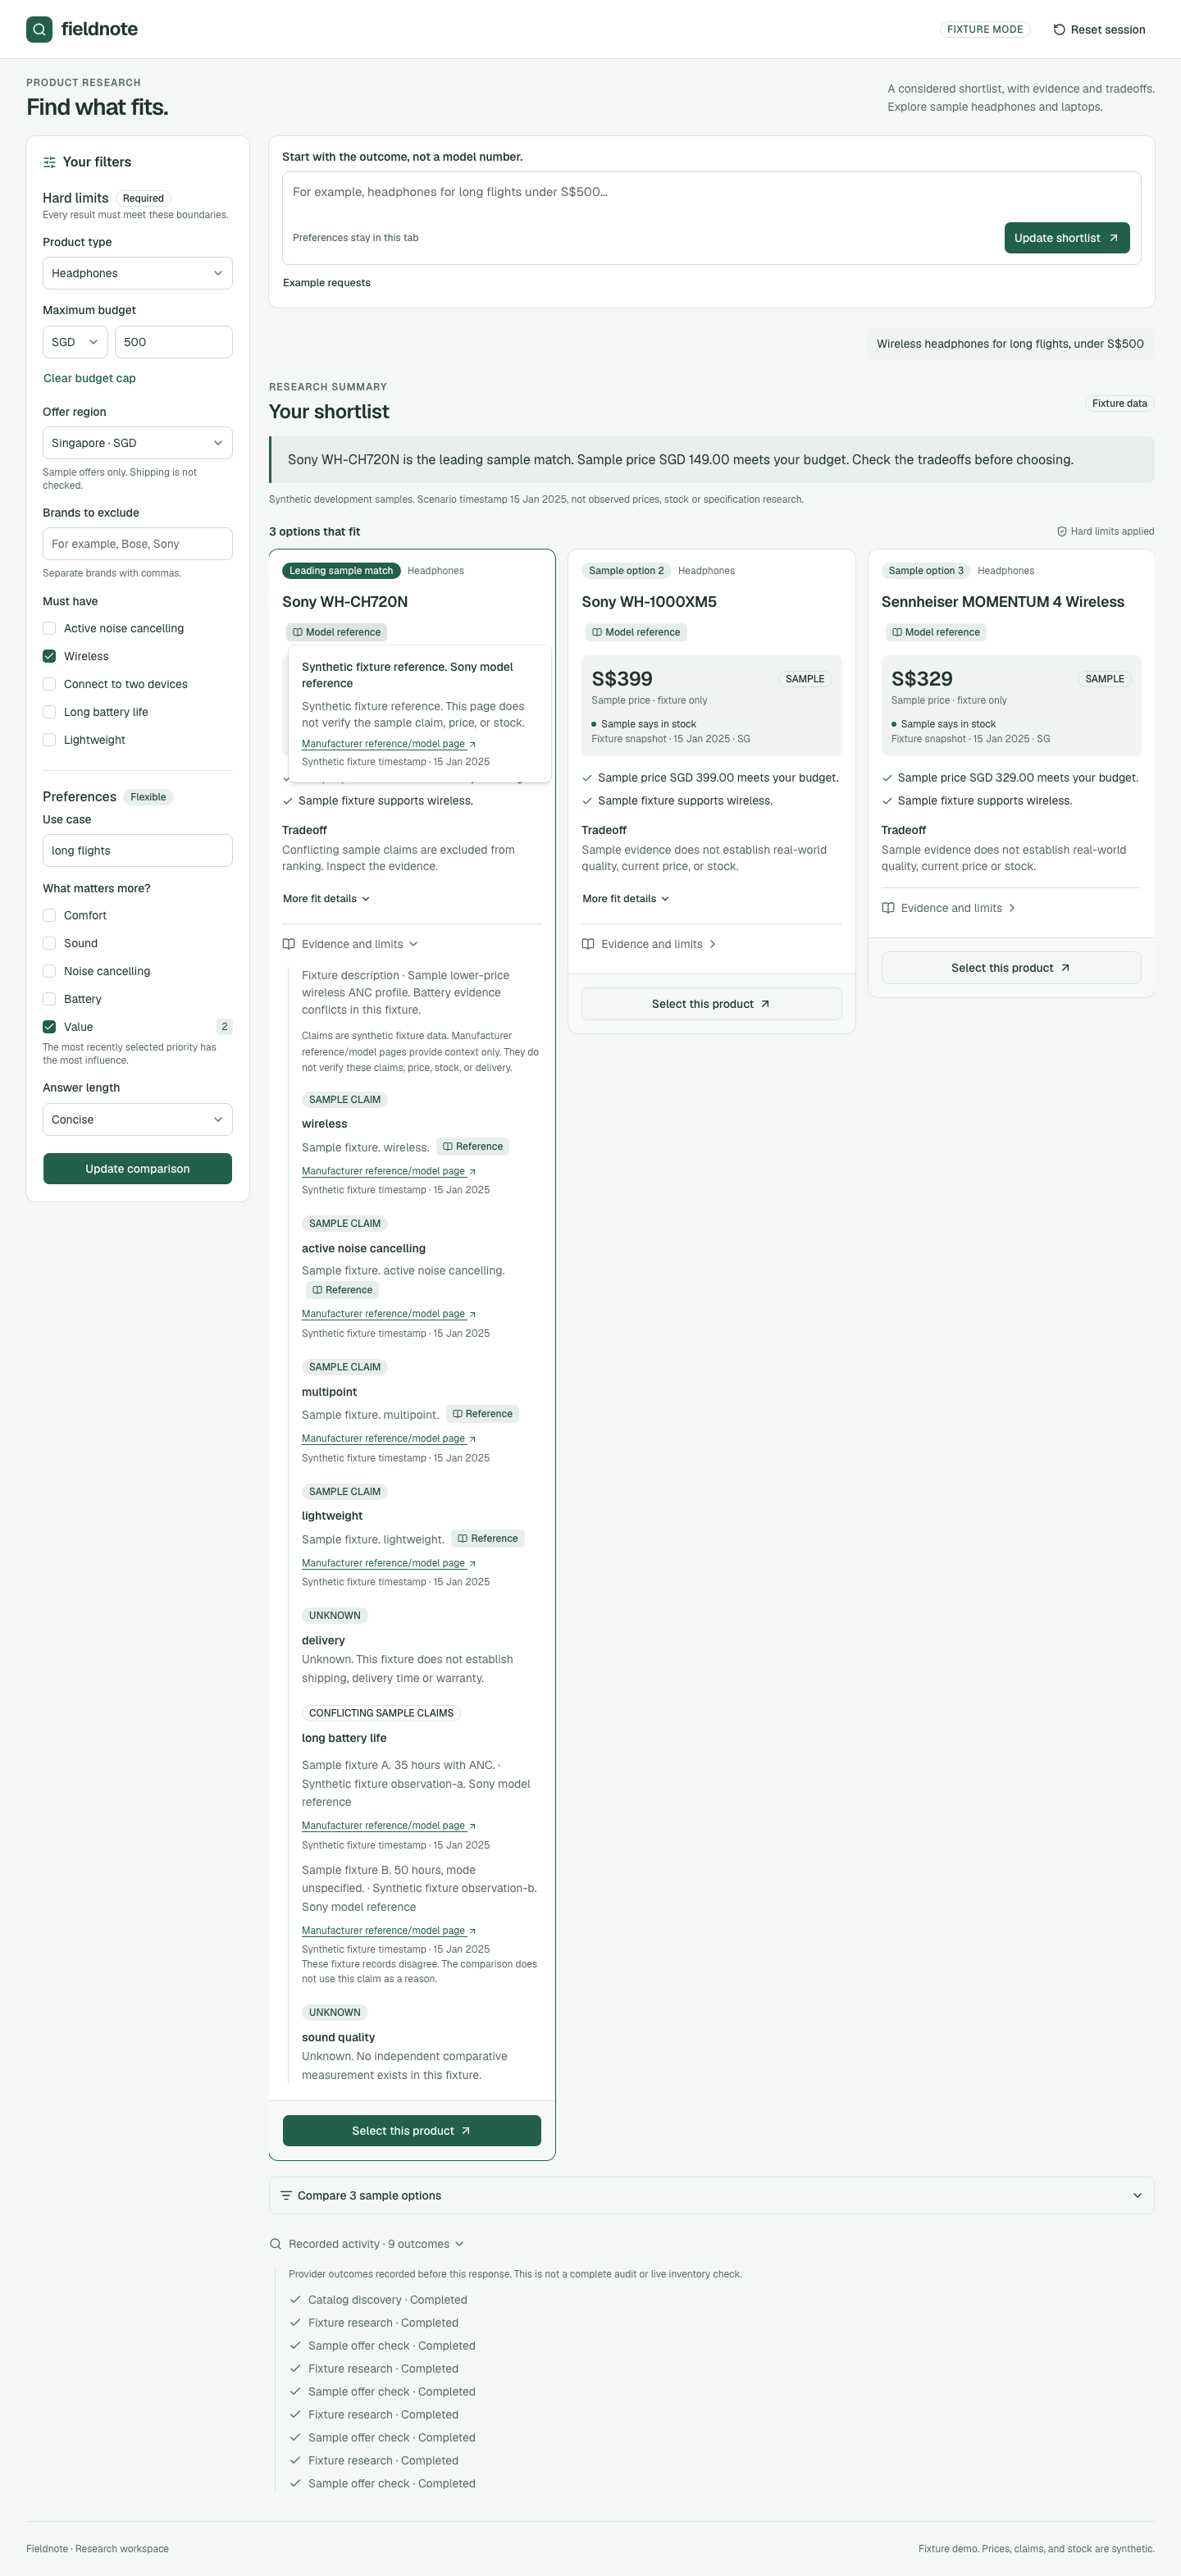 fieldnote
FIXTURE MODE
Reset session
PRODUCT RESEARCH
Find what fits.
A considered shortlist, with evidence and tradeoffs.
Explore sample headphones and laptops.
Your filters
Hard limits Required
Every result must meet these boundaries.
Product type
Headphones
Maximum budget
SGD 500
Clear budget cap
Offer region
Singapore · SGD
Sample offers only. Shipping is not
checked.
Brands to exclude
For example, Bose, Sony
Separate brands with commas.
Must have
Active noise cancelling
Wireless
Connect to two devices
Long battery life
Lightweight
Preferences Flexible
Use case
long flights
What matters more?
Comfort
Sound
Noise cancelling
Battery
Value 2
The most recently selected priority has
the most influence.
Answer length
Concise
Update comparison
Start with the outcome, not a model number.
For example, headphones for long flights under S$500...
Preferences stay in this tab
Update shortlist
Example requests
Wireless headphones for long flights, under S$500
RESEARCH SUMMARY
Your shortlist
Fixture data
Sony WH-CH720N is the leading sample match. Sample price SGD 149.00 meets your budget. Check the tradeoffs before choosing.
Synthetic development samples. Scenario timestamp 15 Jan 2025, not observed prices, stock or specification research.
3 options that fit
Hard limits applied
Leading sample match Headphones
Sony WH-CH720N
Model reference
Synthetic fixture reference. Sony model
reference
Synthetic fixture reference. This page does
not verify the sample claim, price, or stock.
Manufacturer reference/model page
Synthetic fixture timestamp · 15 Jan 2025
Sample fixture supports wireless.
Tradeoff
Conflicting sample claims are excluded from
ranking. Inspect the evidence.
More fit details
Evidence and limits
Fixture description · Sample lower-price
wireless ANC profile. Battery evidence
conflicts in this fixture.
Claims are synthetic fixture data. Manufacturer
reference/model pages provide context only. They do
not verify these claims, price, stock, or delivery.
SAMPLE CLAIM
wireless
Sample fixture. wireless. Reference
Manufacturer reference/model page
Synthetic fixture timestamp · 15 Jan 2025
SAMPLE CLAIM
active noise cancelling
Sample fixture. active noise cancelling.
Reference
Manufacturer reference/model page
Synthetic fixture timestamp · 15 Jan 2025
SAMPLE CLAIM
multipoint
Sample fixture. multipoint. Reference
Manufacturer reference/model page
Synthetic fixture timestamp · 15 Jan 2025
SAMPLE CLAIM
lightweight
Sample fixture. lightweight. Reference
Manufacturer reference/model page
Synthetic fixture timestamp · 15 Jan 2025
UNKNOWN
delivery
Unknown. This fixture does not establish
shipping, delivery time or warranty.
CONFLICTING SAMPLE CLAIMS
long battery life
Sample fixture A. 35 hours with ANC. ·
Synthetic fixture observation-a. Sony model
reference
Manufacturer reference/model page
Synthetic fixture timestamp · 15 Jan 2025
Sample fixture B. 50 hours, mode
unspecified. · Synthetic fixture observation-b.
Sony model reference
Manufacturer reference/model page
Synthetic fixture timestamp · 15 Jan 2025
These fixture records disagree. The comparison does
not use this claim as a reason.
UNKNOWN
sound quality
Unknown. No independent comparative
measurement exists in this fixture.
Select this product
Sample option 2 Headphones
Sony WH-1000XM5
Model reference
S$399 SAMPLE
Sample price · fixture only
Sample says in stock
Fixture snapshot · 15 Jan 2025 · SG
Sample price SGD 399.00 meets your budget.
Sample fixture supports wireless.
Tradeoff
Sample evidence does not establish real-world
quality, current price, or stock.
More fit details
Evidence and limits
Select this product
Sample option 3 Headphones
Sennheiser MOMENTUM 4 Wireless
Model reference
S$329 SAMPLE
Sample price · fixture only
Sample says in stock
Fixture snapshot · 15 Jan 2025 · SG
Sample price SGD 329.00 meets your budget.
Sample fixture supports wireless.
Tradeoff
Sample evidence does not establish real-world
quality, current price or stock.
Evidence and limits
Select this product
Compare 3 sample options
Recorded activity · 9 outcomes
Provider outcomes recorded before this response. This is not a complete audit or live inventory check.
Catalog discovery · Completed
Fixture research · Completed
Sample offer check · Completed
Fixture research · Completed
Sample offer check · Completed
Fixture research · Completed
Sample offer check · Completed
Fixture research · Completed
Sample offer check · Completed
Fieldnote · Research workspace
Fixture demo. Prices, claims, and stock are synthetic.